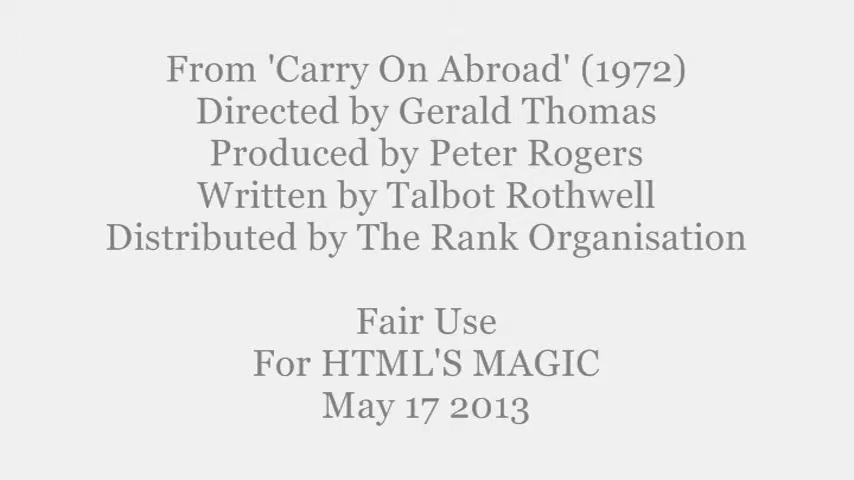 From 'Carry On Abroad' (1972)
Directed by Gerald Thomas
Produced by Peter Rogers
Written by Talbot Rothwell
Distributed by The Rank Organisation
Fair Use
For HTML'S MAGIC
May 17 2013